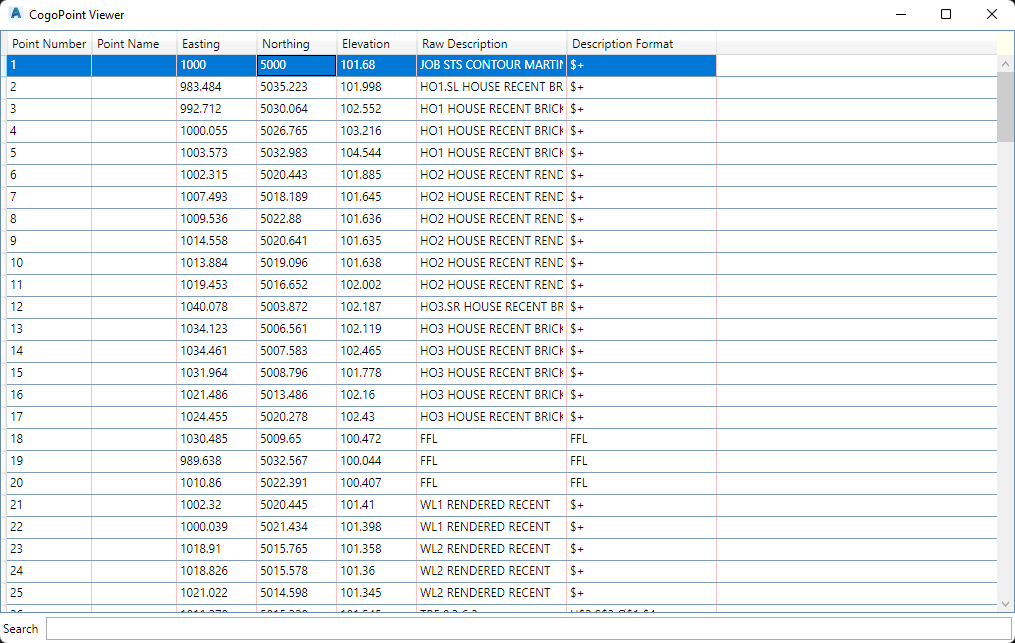 CogoPoint Viewer
Point Number Point Name Easting Northing Elevation Raw Description Description Format
1 1000 5000 101.68 JOB STS CONTOUR MARTIN $+
2 983.484 5035.223 101.998 HO1.SL HOUSE RECENT BR $+
3 992.712 5030.064 102.552 HO1 HOUSE RECENT BRICK $+
4 1000.055 5026.765 103.216 HO1 HOUSE RECENT BRICK $+
5 1003.573 5032.983 104.544 HO1 HOUSE RECENT BRICK $+
6 1002.315 5020.443 101.885 HO2 HOUSE RECENT REND $+
7 1007.493 5018.189 101.645 HO2 HOUSE RECENT REND $+
8 1009.536 5022.88 101.636 HO2 HOUSE RECENT REND $+
9 1014.558 5020.641 101.635 HO2 HOUSE RECENT REND $+
10 1013.884 5019.096 101.638 HO2 HOUSE RECENT REND $+
11 1019.453 5016.652 102.002 HO2 HOUSE RECENT REND $+
12 1040.078 5003.872 102.187 HO3.SR HOUSE RECENT BR $+
13 1034.123 5006.561 102.119 HO3 HOUSE RECENT BRICK $+
14 1034.461 5007.583 102.465 HO3 HOUSE RECENT BRICK $+
15 1031.964 5008.796 101.778 HO3 HOUSE RECENT BRICK $+
16 1021.486 5013.486 102.16 HO3 HOUSE RECENT BRICK $+
17 1024.455 5020.278 102.43 HO3 HOUSE RECENT BRICK $+
18 1030.485 5009.65 100.472 FFL FFL
19 989.638 5032.567 100.044 FFL FFL
20 1010.86 5022.391 100.407 FFL FFL
21 1002.32 5020.445 101.41 WL1 RENDERED RECENT $+
22 1000.039 5021.434 101.398 WL1 RENDERED RECENT $+
23 1018.91 5015.765 101.358 WL2 RENDERED RECENT $+
24 1018.826 5015.578 101.36 WL2 RENDERED RECENT $+
25 1021.022 5014.598 101.345 WL2 RENDERED RECENT $+
Search